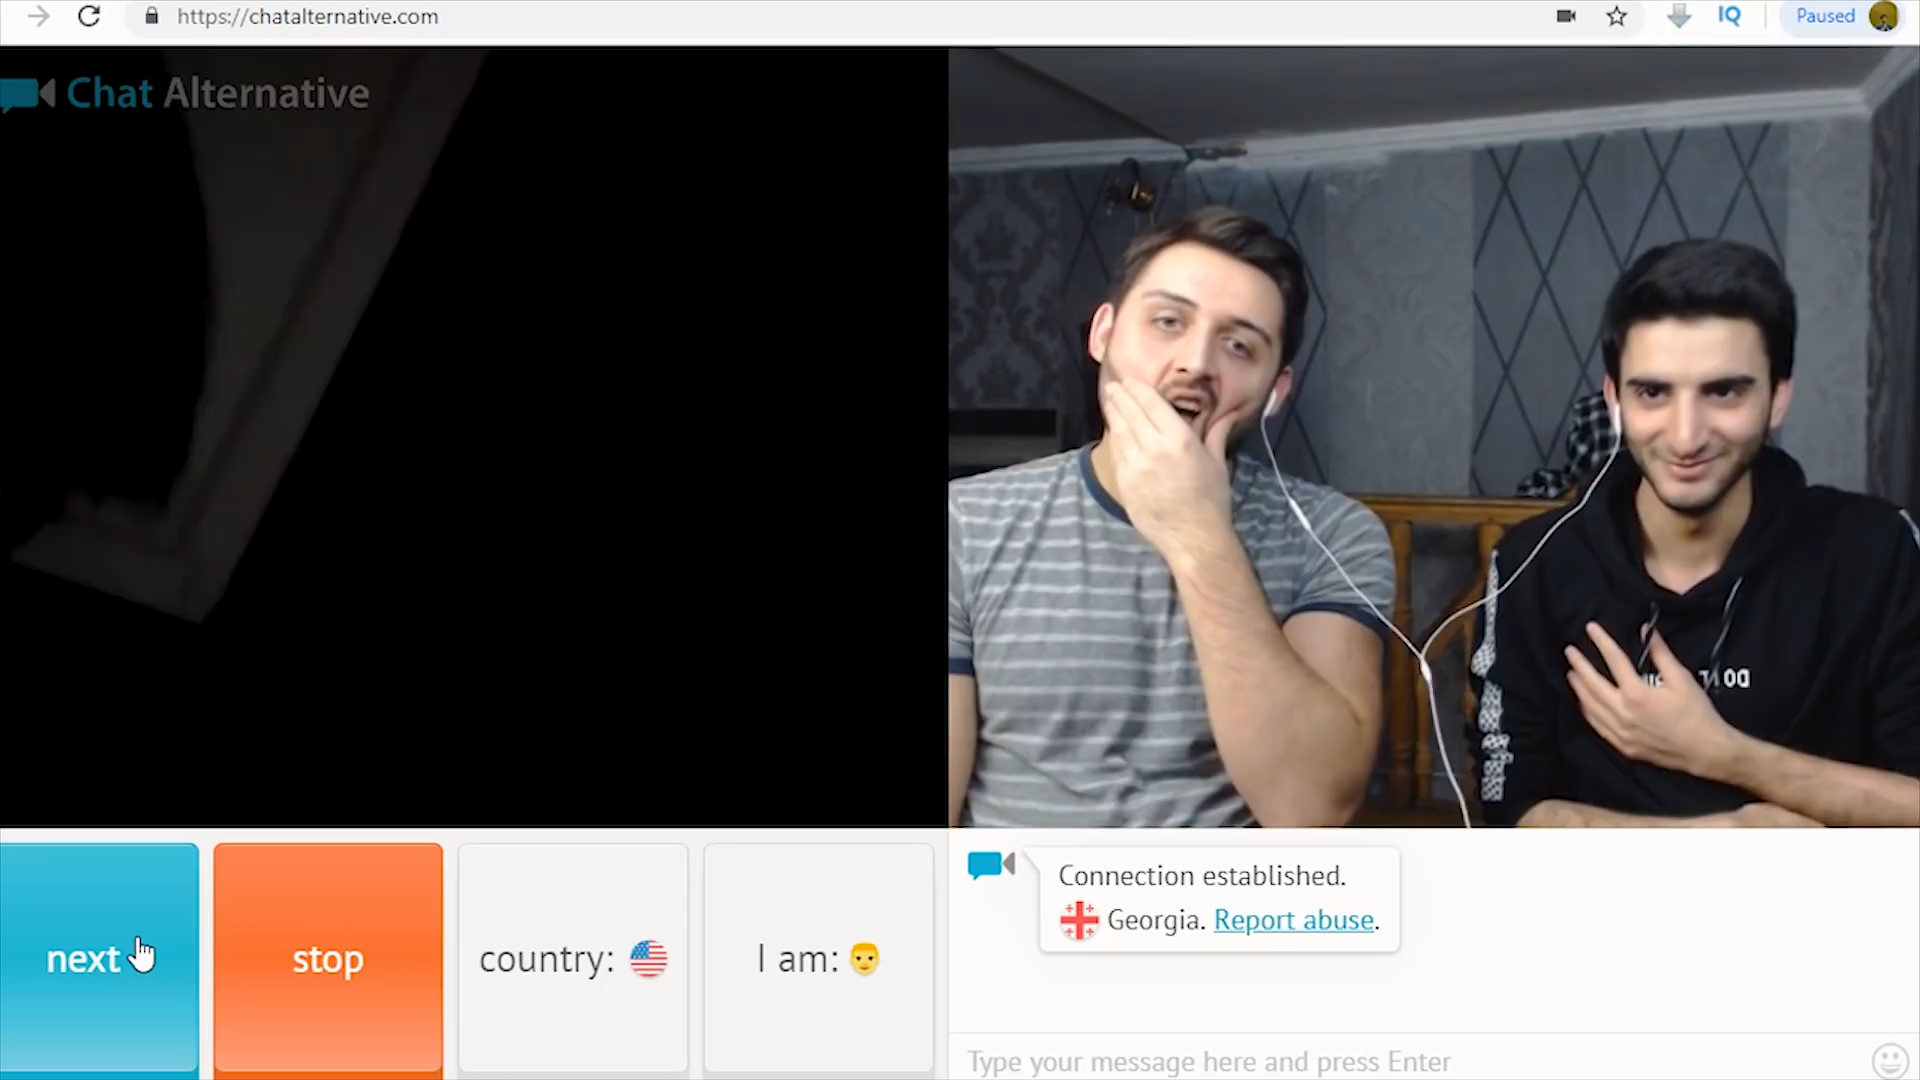 https://chatalternative.com
IQ
Paused
Chat Alternative
DO
next
stop
country:
I am:
Connection established.
Georgia. Report abuse.
Type your message here and press Enter